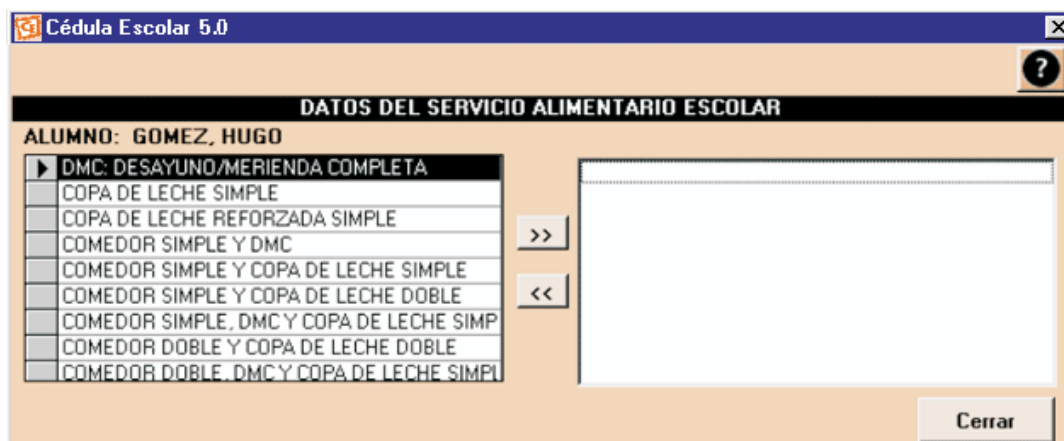 Cédula Escolar 5.0
?
DATOS DEL SERVICIO ALIMENTARIO ESCOLAR
ALUMNO: GOMEZ, HUGO
DMC: DESAYUNO/MERIENDA COMPLETA
COPA DE LECHE SIMPLE
COPA DE LECHE REFORZADA SIMPLE
COMEDOR SIMPLE Y DMC
COMEDOR SIMPLE Y COPA DE LECHE SIMPLE
COMEDOR SIMPLE Y COPA DE LECHE DOBLE
COMEDOR SIMPLE, DMC Y COPA DE LECHE SIMP
COMEDOR DOBLE Y COPA DE LECHE DOBLE
COMEDOR DOBLE, DMC Y COPA DE LECHE SIMPL
>>
<<
Cerrar